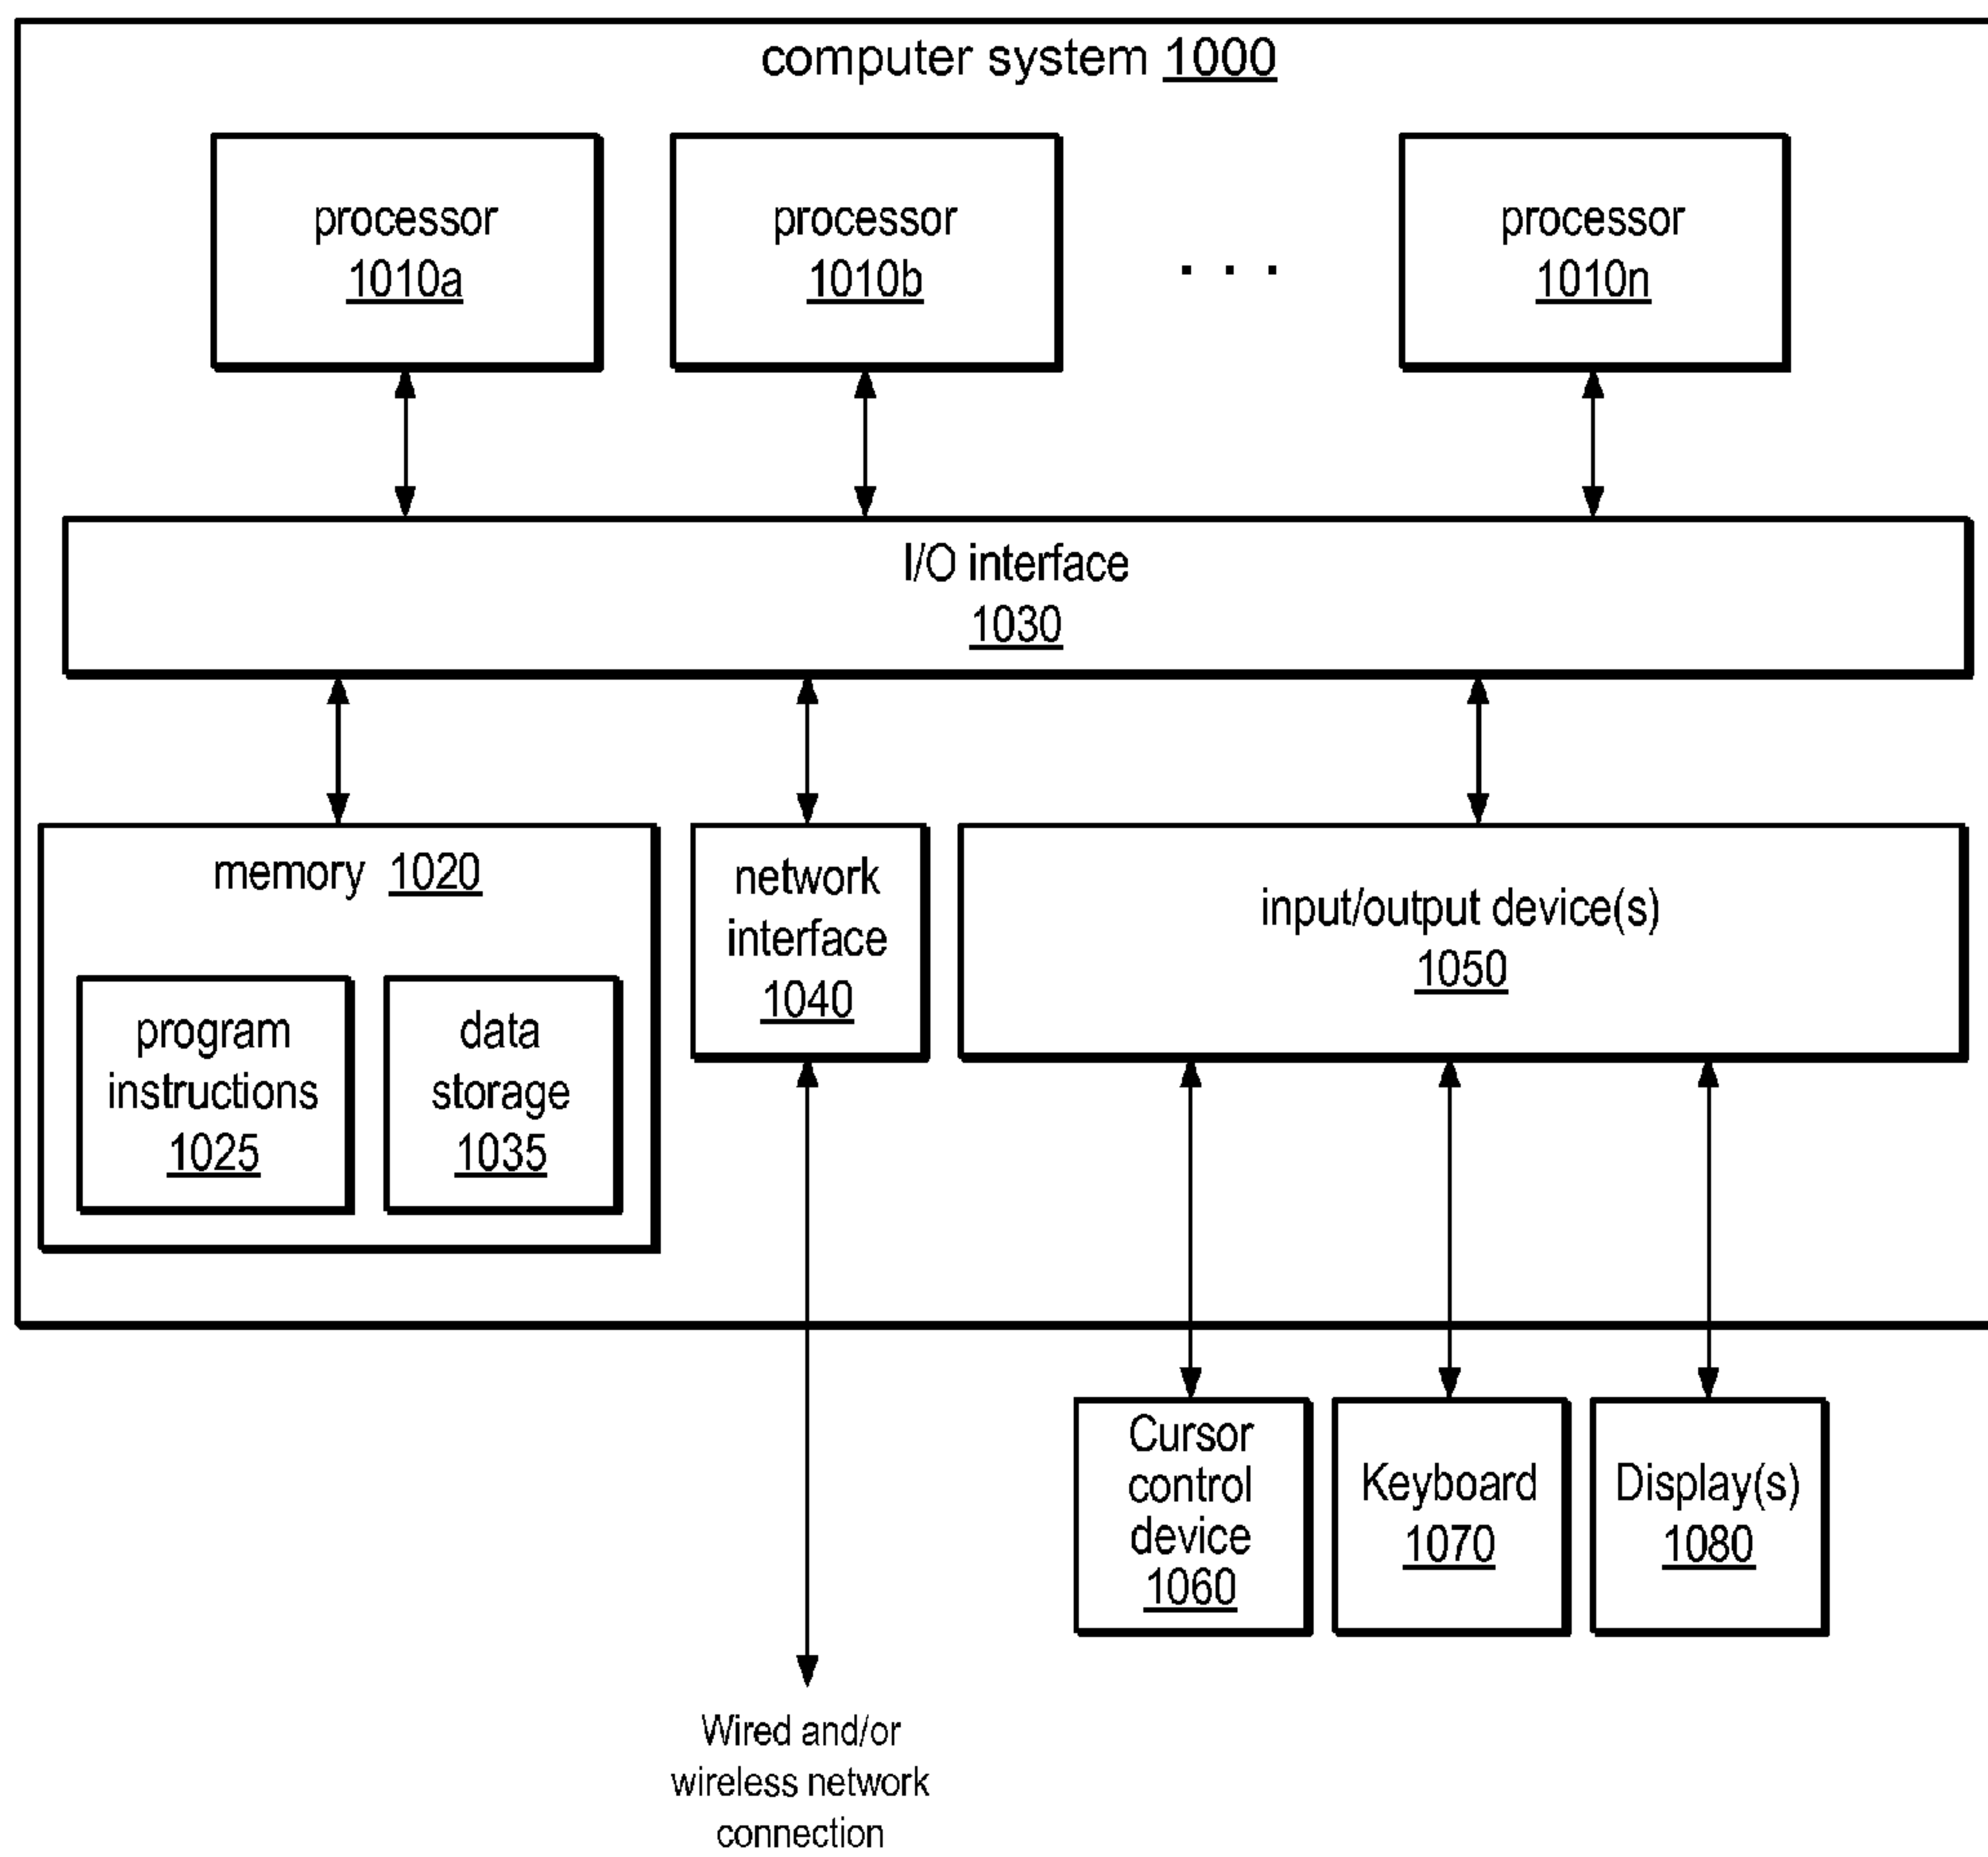 computer system 1000
processor
1010a
processor
1010b
. . .
processor
1010n
I/O interface
1030
memory 1020
program
instructions
1025
data
storage
1035
network
interface
1040
input/output device(s)
1050
Cursor
control
device
1060
Keyboard
1070
Display(s)
1080
Wired and/or
wireless network
connection